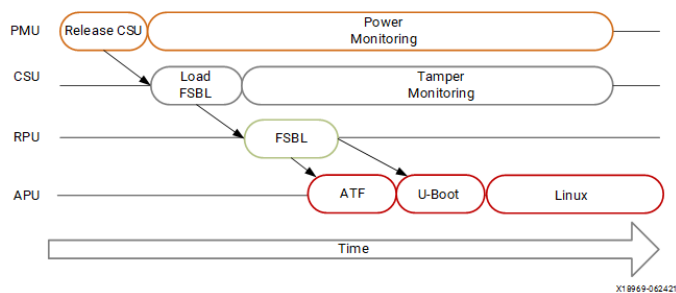 PMU
Release CSU
Power
Monitoring
CSU
Load
FSBL
Tamper
Monitoring
RPU
FSBL
APU
ATF
U-Boot
Linux
Time
X18969-062421